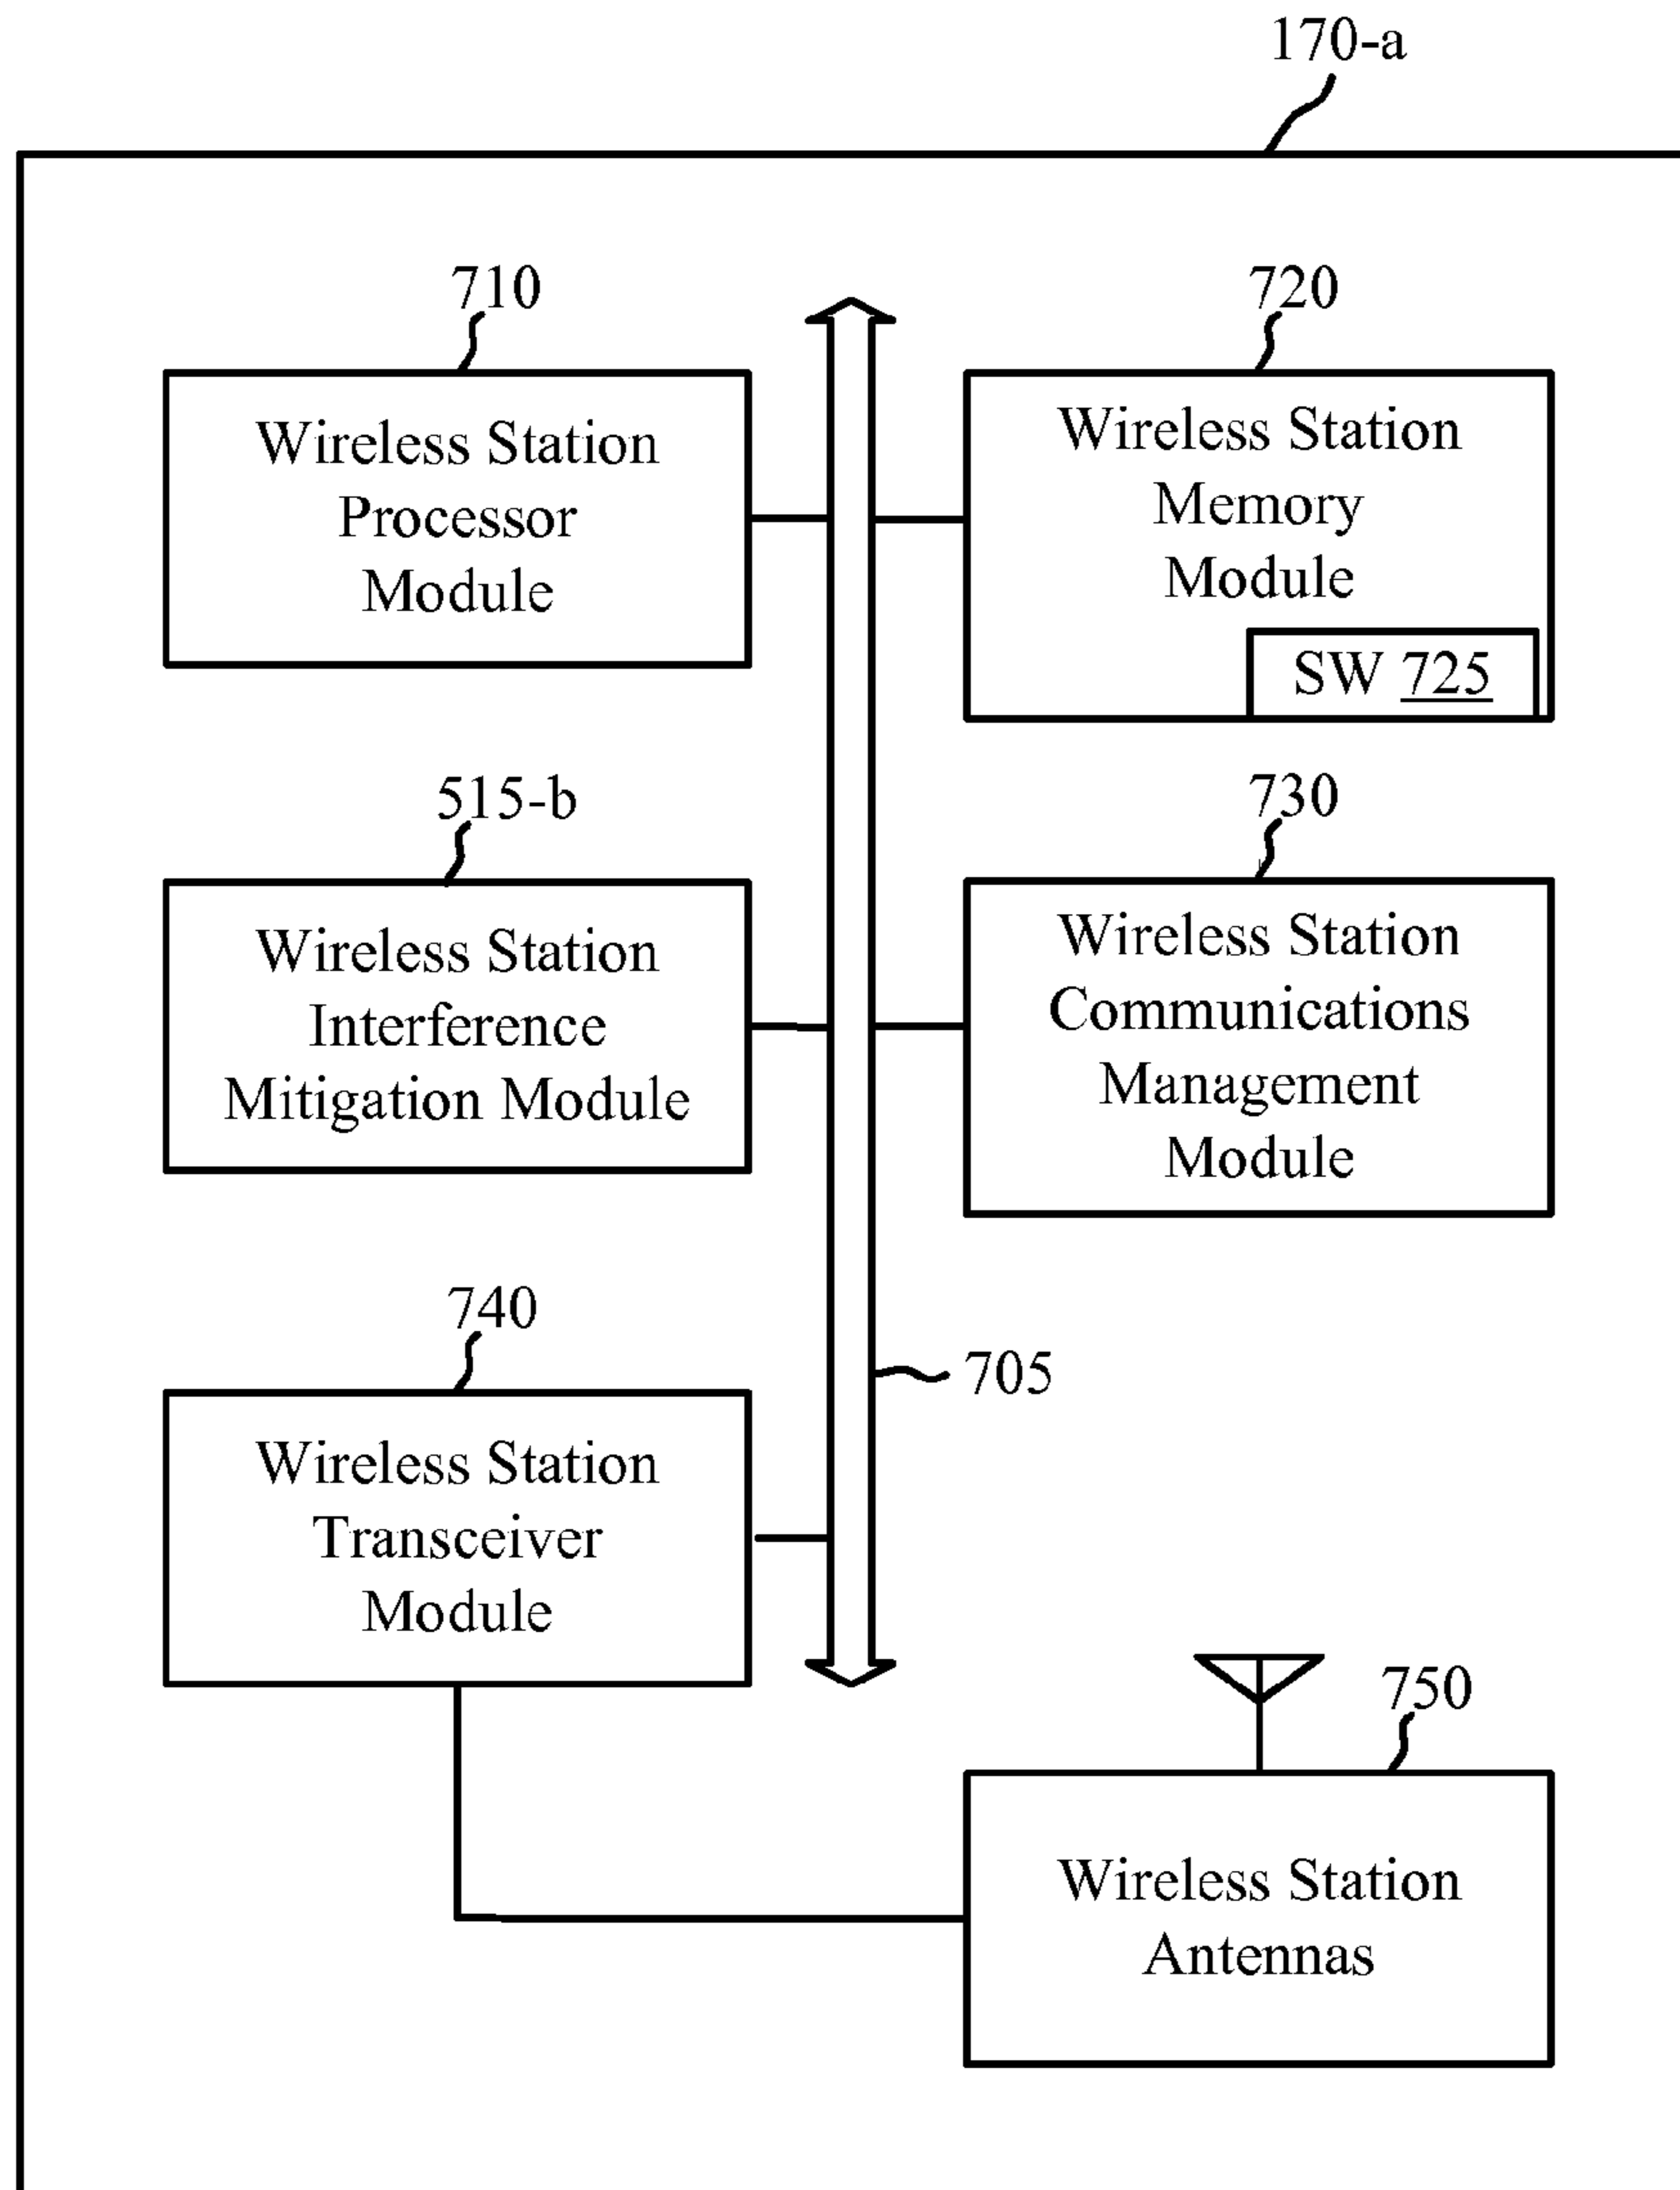 170-a
710
Wireless Station
Processor
Module
720
Wireless Station
Memory
Module
SW 725
515-b
Wireless Station
Interference
Mitigation Module
730
Wireless Station
Communications
Management
Module
740
Wireless Station
Transceiver
Module
705
750
Wireless Station
Antennas